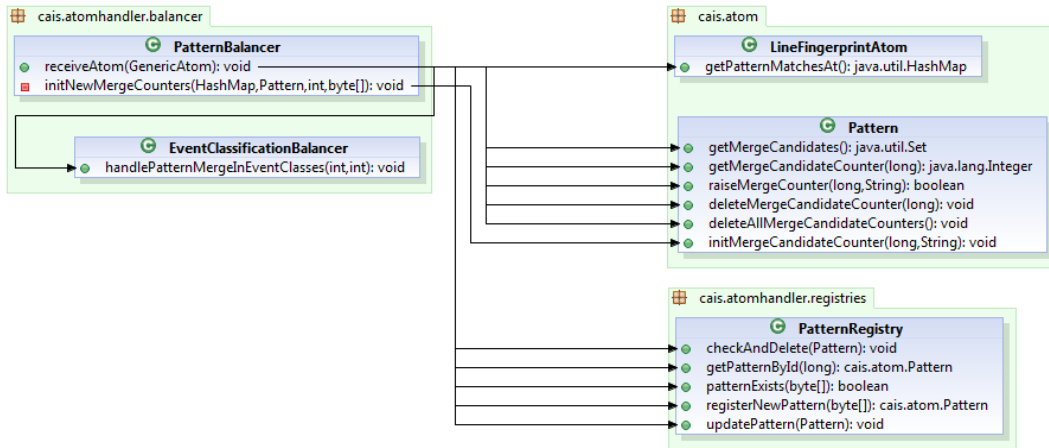 cais.atomhandler.balancer
PatternBalancer
receiveAtom(GenericAtom): void
initNewMergeCounters(HashMap,Pattern,int,byte[]): void
EventClassificationBalancer
handlePatternMergeInEventClasses(int,int): void
cais.atom
LineFingerprintAtom
getPatternMatchesAt(): java.util.HashMap
Pattern
getMergeCandidates(): java.util.Set
getMergeCandidateCounter(long): java.lang.Integer
raiseMergeCounter(long,String): boolean
deleteMergeCandidateCounter(long): void
deleteAllMergeCandidateCounters(): void
initMergeCandidateCounter(long,String): void
cais.atomhandler.registries
PatternRegistry
checkAndDelete(Pattern): void
getPatternById(long): cais.atom.Pattern
patternExists(byte[]): boolean
registerNewPattern(byte[]): cais.atom.Pattern
updatePattern(Pattern): void